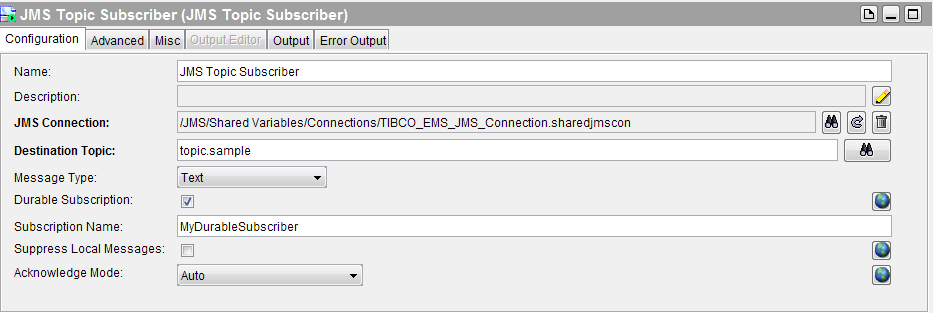 JMS Topic Subscriber (JMS Topic Subscriber)
Configuration Advanced Misc Output Editor Output Error Output
Name: JMS Topic Subscriber
Description:
JMS Connection: /JMS/Shared Variables/Connections/TIBCO_EMS_JMS_Connection.sharedjmscon
Destination Topic: topic.sample
Message Type: Text
Durable Subscription:
Subscription Name: MyDurableSubscriber
Suppress Local Messages:
Acknowledge Mode: Auto